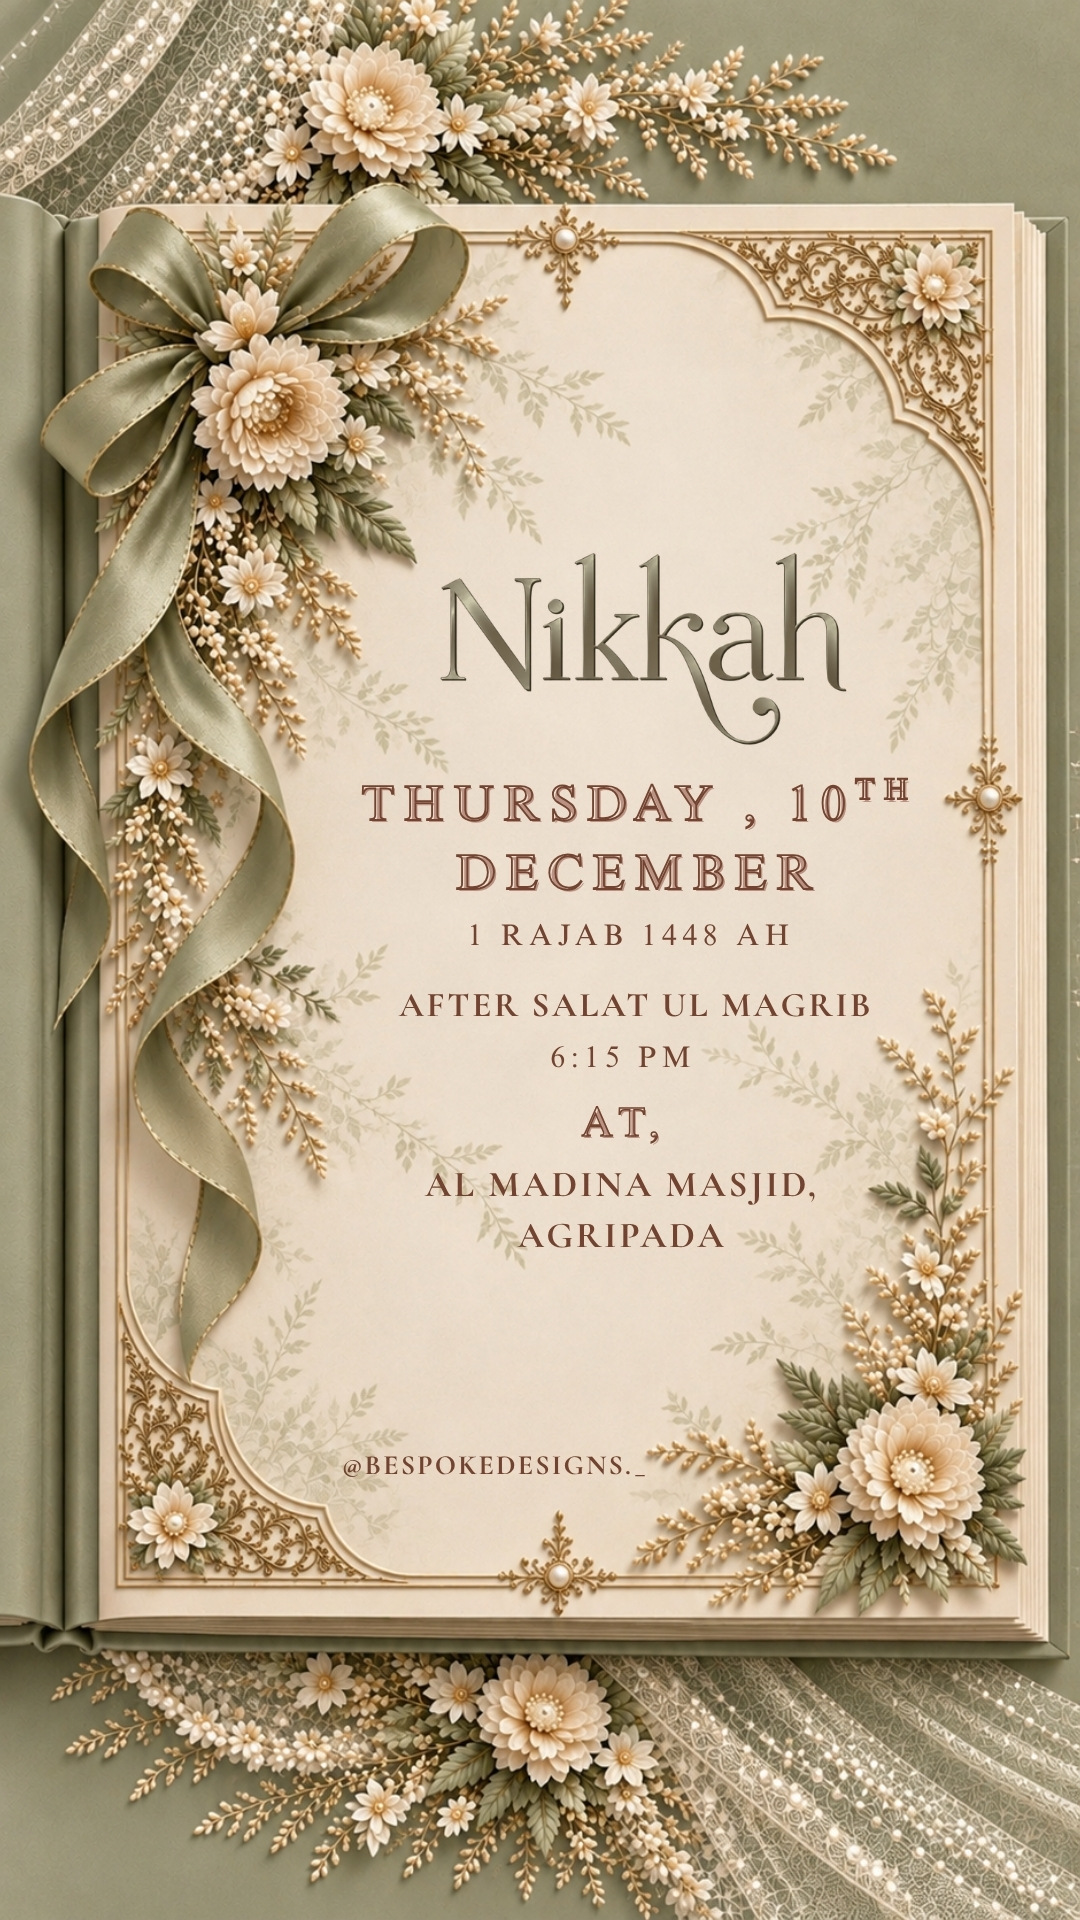 Nikkah
THURSDAY , 10TH
DECEMBER
1 RAJAB 1448 AH
AFTER SALAT UL MAGRIB
6:15 PM
AT,
AL MADINA MASJID,
AGRIPADA
@BESPOKEDESIGNS._